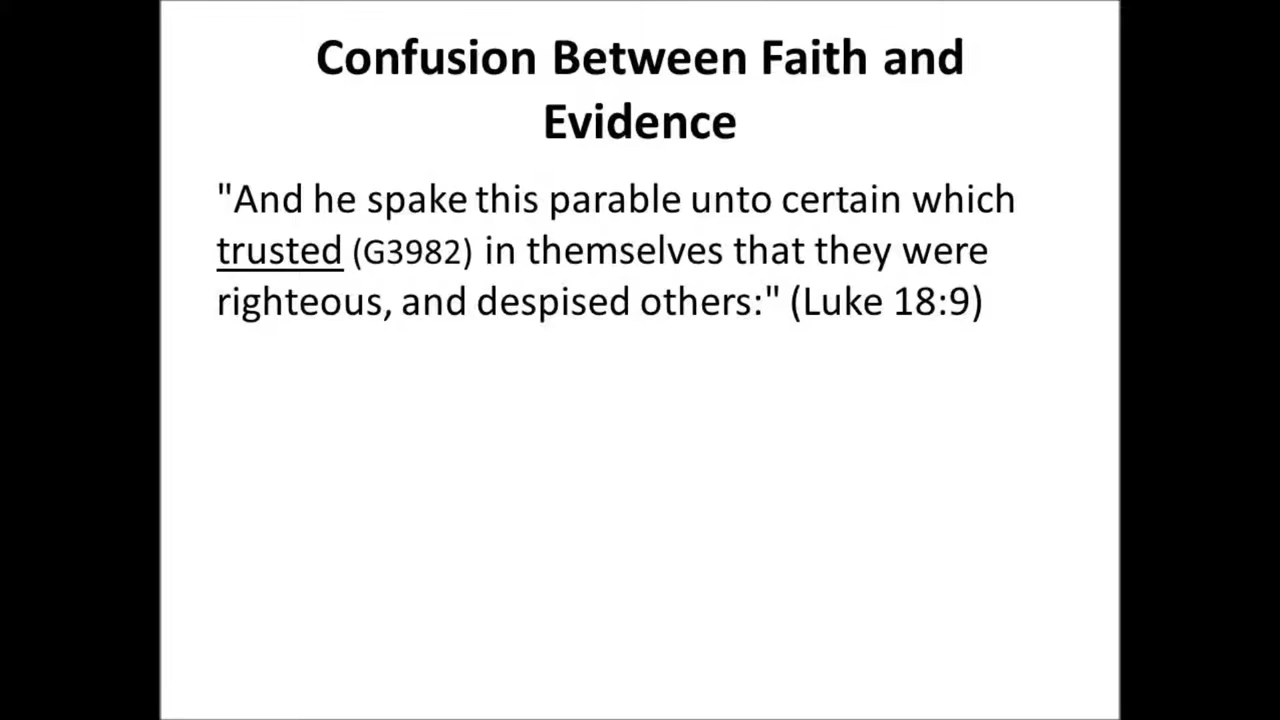 Confusion Between Faith and
Evidence
"And he spake this parable unto certain which
trusted (G3982) in themselves that they were
righteous, and despised others:" (Luke 18:9)